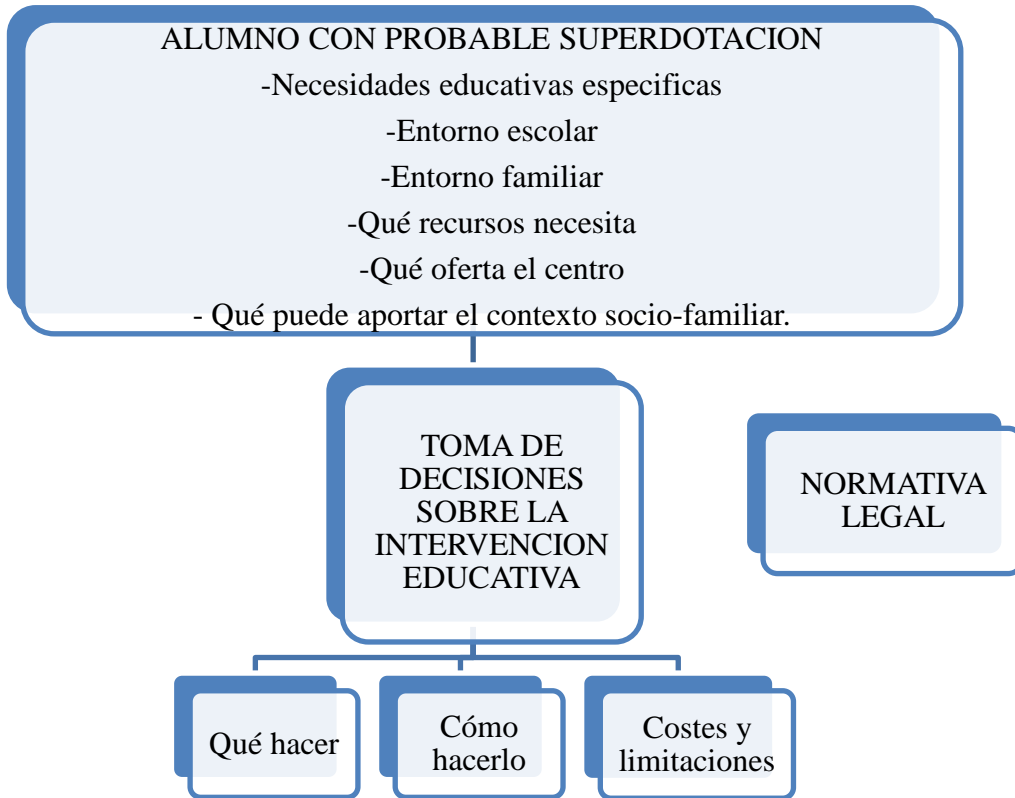 ALUMNO CON PROBABLE SUPERDOTACION
-Necesidades educativas especificas
-Entorno escolar
-Entorno familiar
-Qué recursos necesita
-Qué oferta el centro
- Qué puede aportar el contexto socio-familiar.
TOMA DE
DECISIONES
SOBRE LA
INTERVENCION
EDUCATIVA
NORMATIVA
LEGAL
Qué hacer
Cómo
hacerlo
Costes y
limitaciones